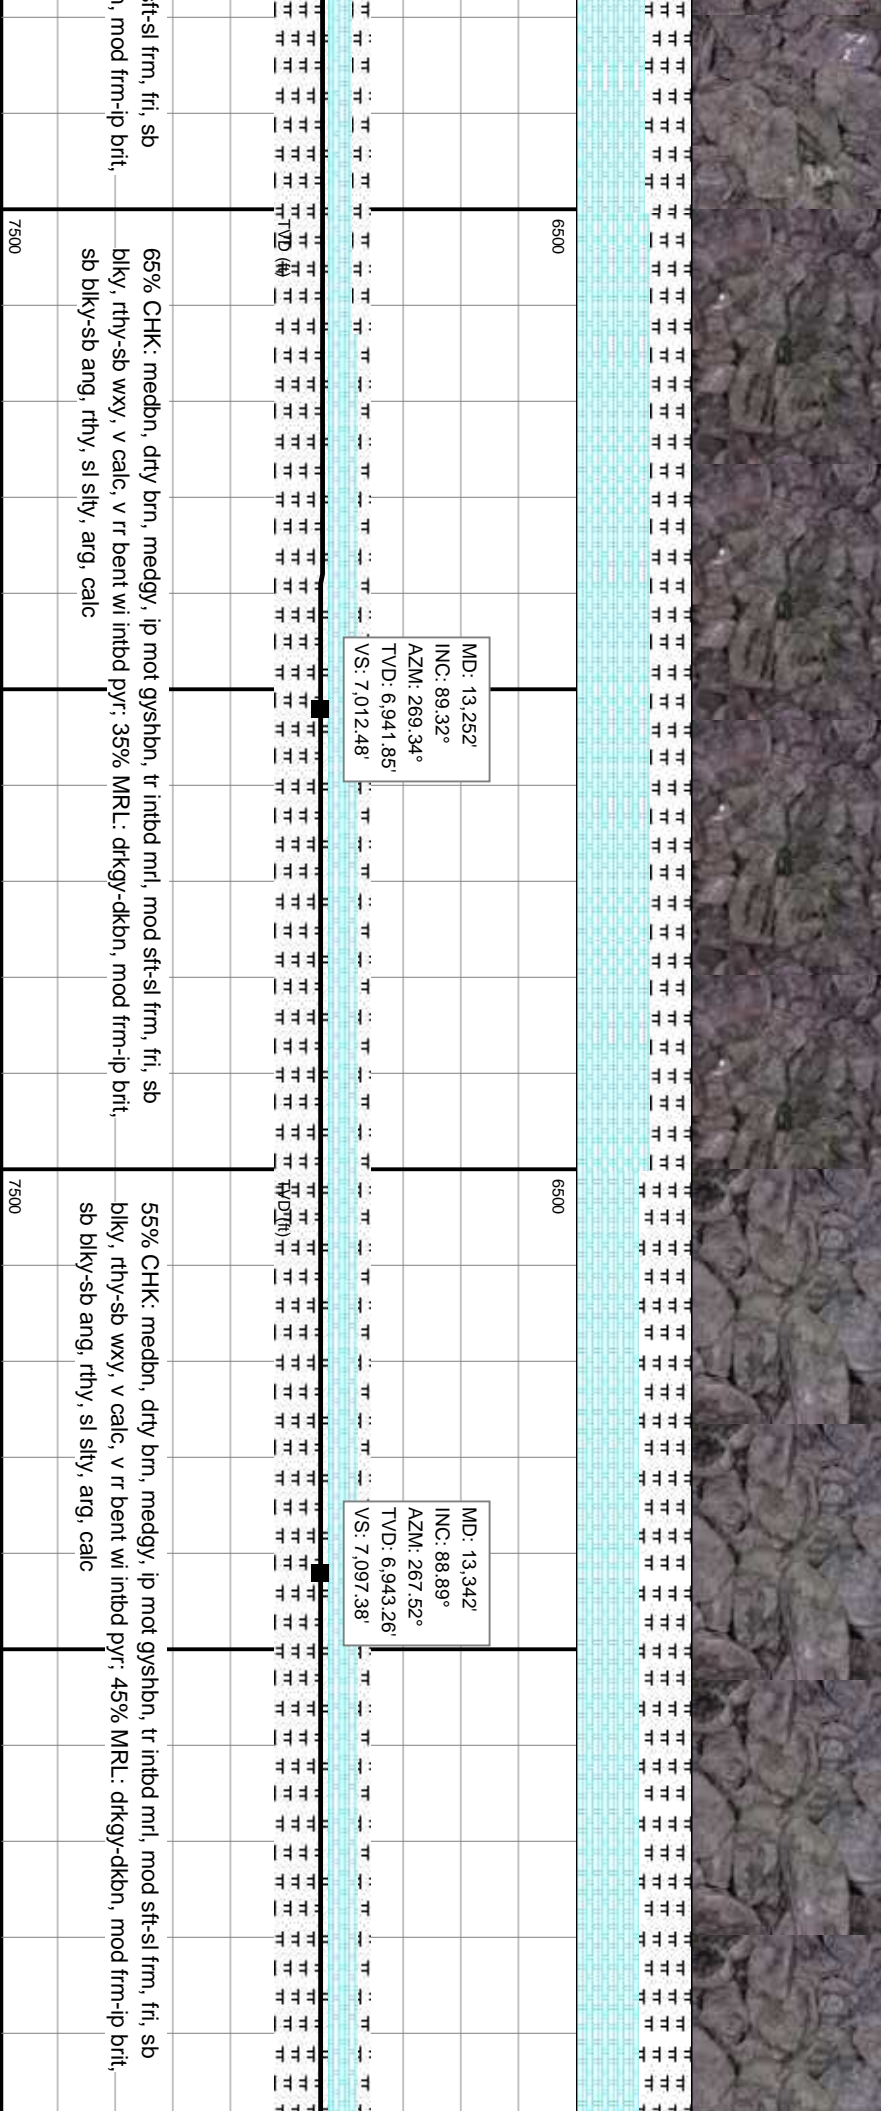 sft-sl frm, fri, sb
, mod frm-ip brit,
7500
TVD (ft)
6500
65% CHK: medbn, drty brn, medgy, ip mot gyshbn, tr intbd mrl, mod sft-sl frm, fri, sb
blky, rthy-sb wxy, v calc, v rr bent wi intbd pyr; 35% MRL: drkgy-dkbn, mod frm-ip brit,
sb blky-sb ang, rthy, sl slty, arg, calc
MD: 13,252'
INC: 89.32°
AZM: 269.34°
TVD: 6,941.85'
VS: 7,012.48'
7500
TVD (ft)
6500
55% CHK: medbn, drty brn, medgy, ip mot gyshbn, tr intbd mrl, mod sft-sl frm, fri, sb
blky, rthy-sb wxy, v calc, v rr bent wi intbd pyr; 45% MRL: drkgy-dkbn, mod frm-ip brit,
sb blky-sb ang, rthy, sl slty, arg, calc
MD: 13,342'
INC: 88.89°
AZM: 267.52°
TVD: 6,943.26'
VS: 7,097.38'